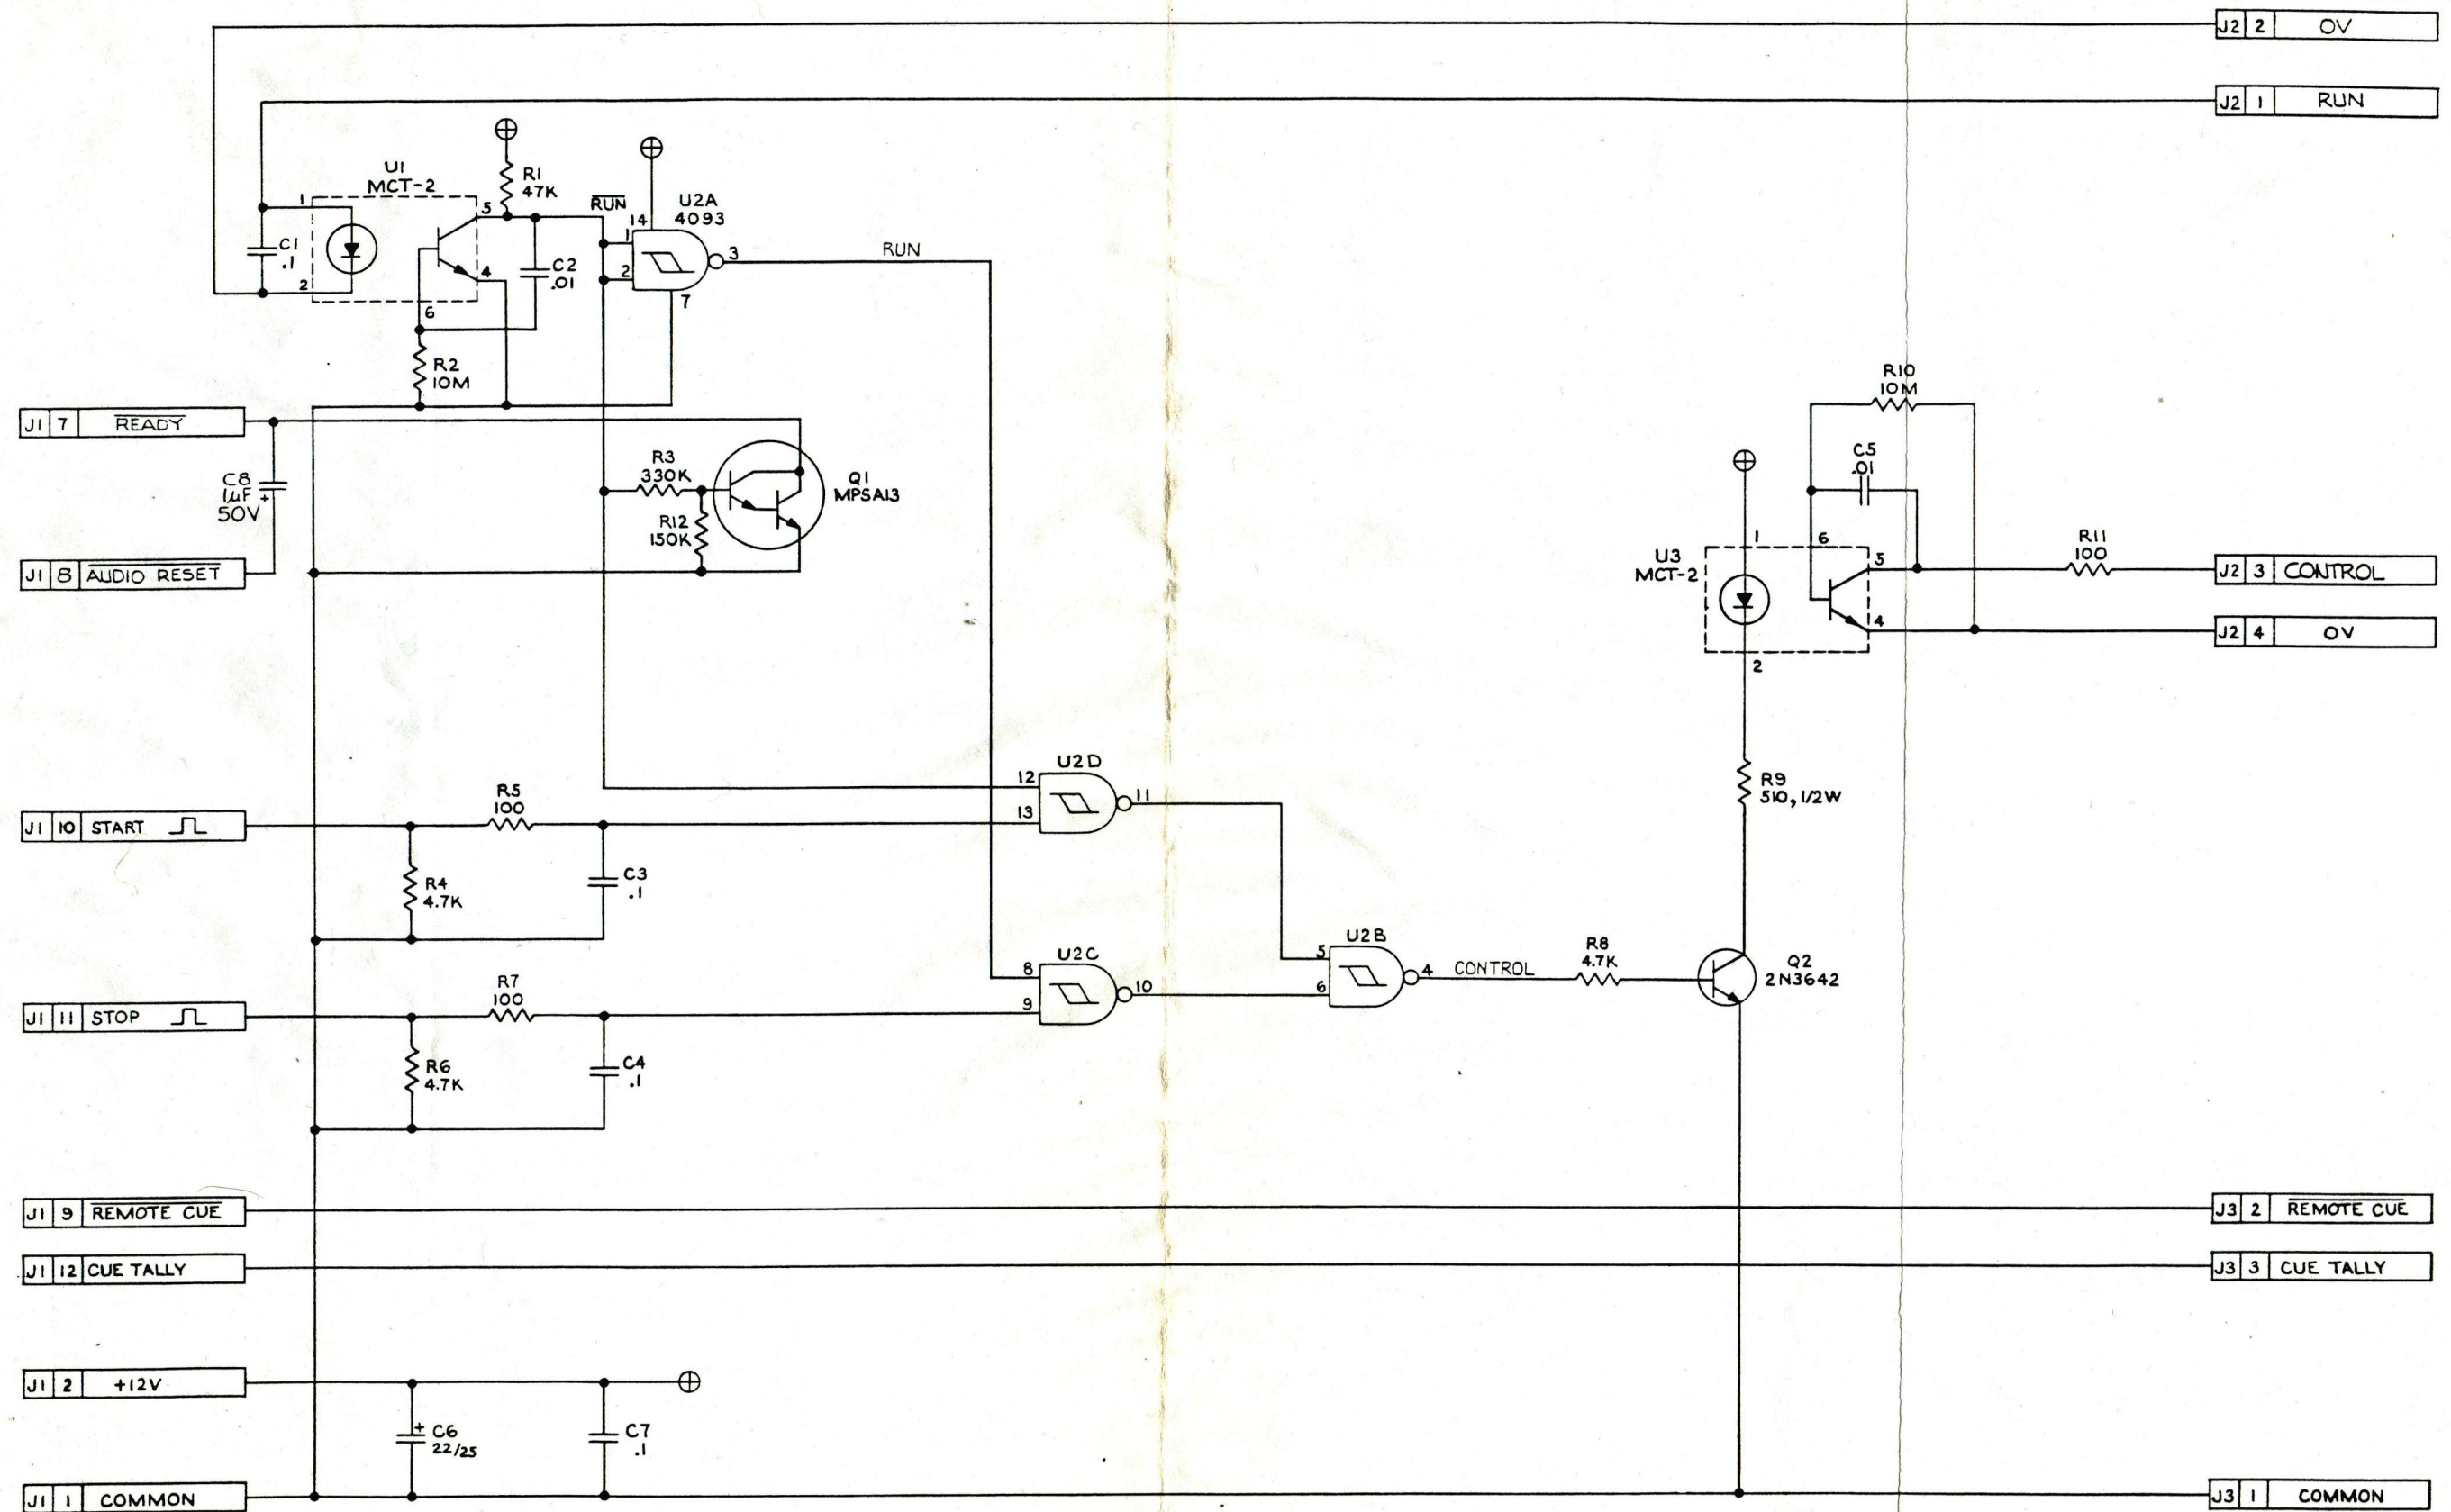 J2 2 OV
J2 1 RUN
U1
MCT-2
1
2
5
4
6
C1
.1
R1
47K
C2
.01
R2
10M
RUN
U2A
4093
14
1
2
3
7
RUN
J1 7 READY
C8
1µF
50V
+
J1 8 AUDIO RESET
R3
330K
R12
150K
Q1
MPSA13
R10
10M
C5
.01
U3
MCT-2
1
6
5
4
2
R11
100
J2 3 CONTROL
J2 4 OV
R9
510, 1/2W
J1 10 START
R5
100
R4
4.7K
C3
.1
U2D
12
13
11
J1 11 STOP
R7
100
R6
4.7K
C4
.1
U2C
8
9
10
U2B
5
6
4
CONTROL
R8
4.7K
Q2
2N3642
J1 9 REMOTE CUE
J3 2 REMOTE CUE
J1 12 CUE TALLY
J3 3 CUE TALLY
J1 2 +12V
+
C6
22/25
C7
.1
J1 1 COMMON
J3 1 COMMON